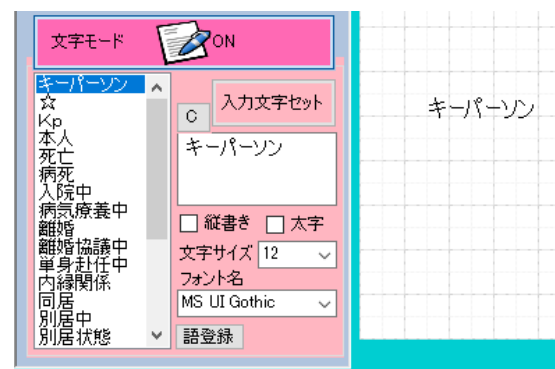 文字モード
ON
キーパーソン
☆
Kp
本人
死亡
病死
入院中
病気療養中
離婚
離婚協議中
単身赴任中
内縁関係
同居
別居中
別居状態
C
入力文字セット
キーパーソン
縦書き
太字
文字サイズ 12
フォント名
MS UI Gothic
語登録
キーパーソン